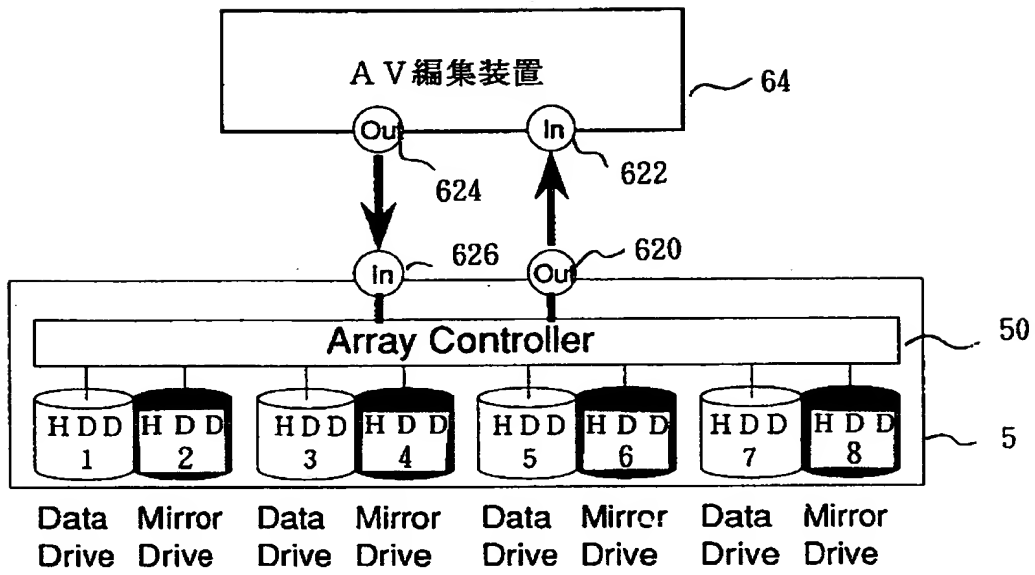 AV編集装置
64
Out
In
624
622
In
626
Out
620
Array Controller
50
HDD HDD HDD HDD HDD HDD HDD HDD
1 2 3 4 5 6 7 8
5
Data Mirror Data Mirror Data Mirror Data Mirror
Drive Drive Drive Drive Drive Drive Drive Drive